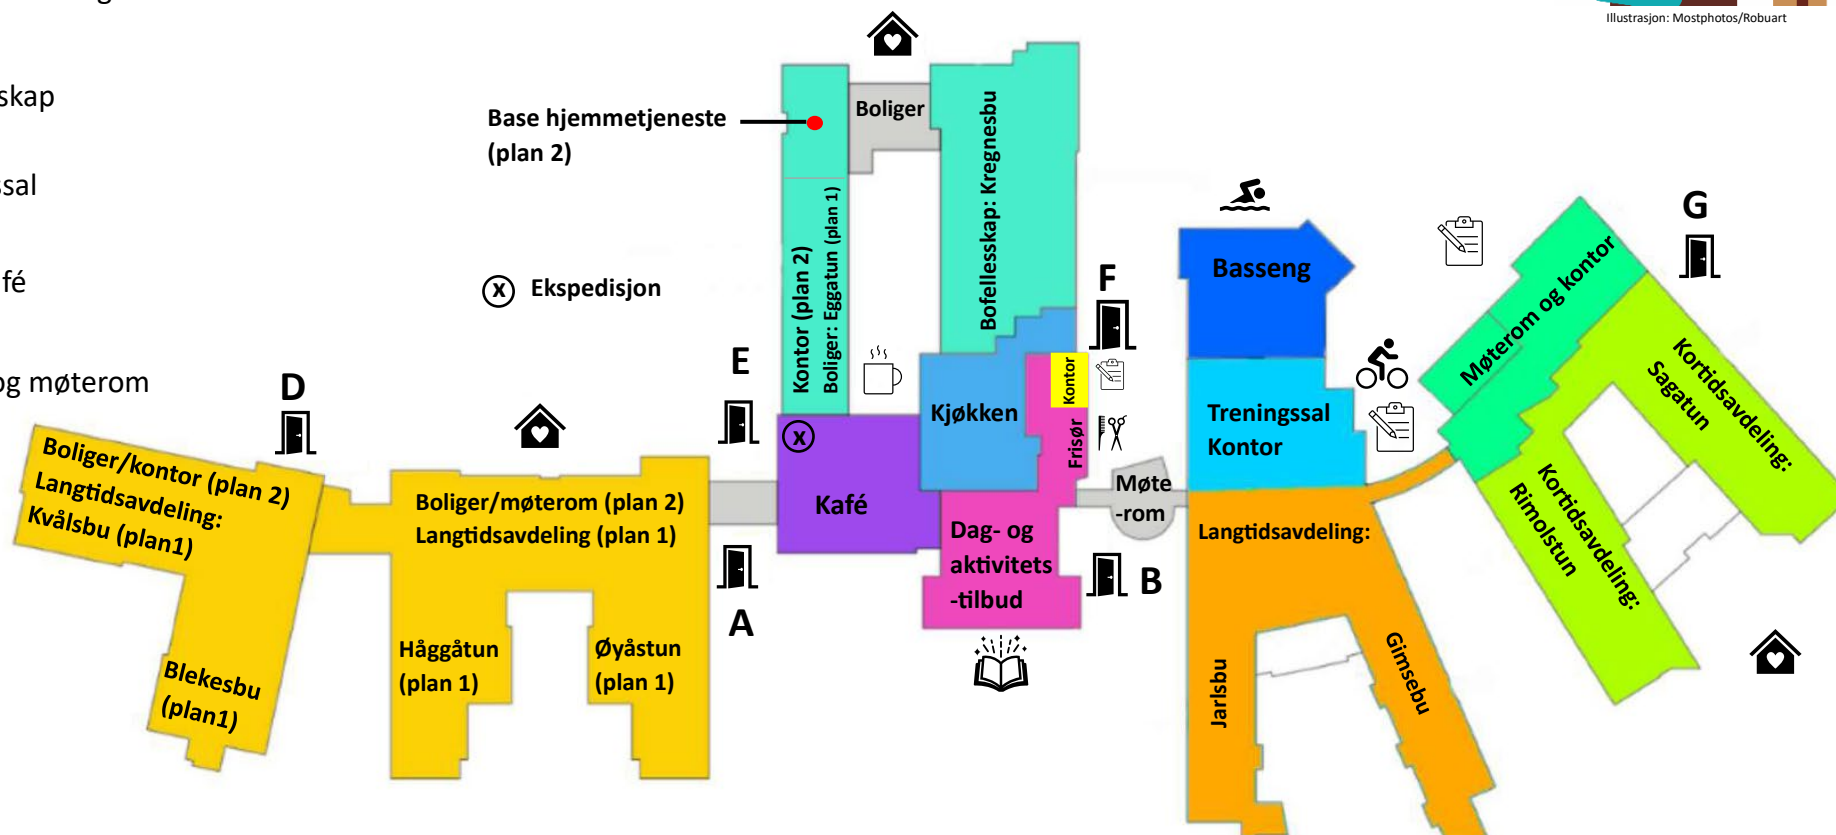 Illustrasjon: Mostphotos/Robuart
skap
ssal
fé
og møterom
Base hjemmetjeneste
(plan 2)
Boliger
Bofellesskap: Kregnesbu
Kontor (plan 2)
Boliger: Eggatun (plan 1)
x Ekspedisjon
D
E
F
G
Basseng
Møterom og kontor
Kortidsavdeling:
Sagatun
Kortidsavdeling:
Rimolstun
Kontor
Kjøkken
Frisør
Treningssal
Kontor
x
Kafé
Møte
-rom
Dag- og
aktivitets
-tilbud
Boliger/kontor (plan 2)
Langtidsavdeling:
Kvålsbu (plan1)
Blekesbu
(plan1)
Boliger/møterom (plan 2)
Langtidsavdeling (plan 1)
Håggåtun
(plan 1)
Øyåstun
(plan 1)
A
B
Langtidsavdeling:
Jarlsbu
Gimsebu